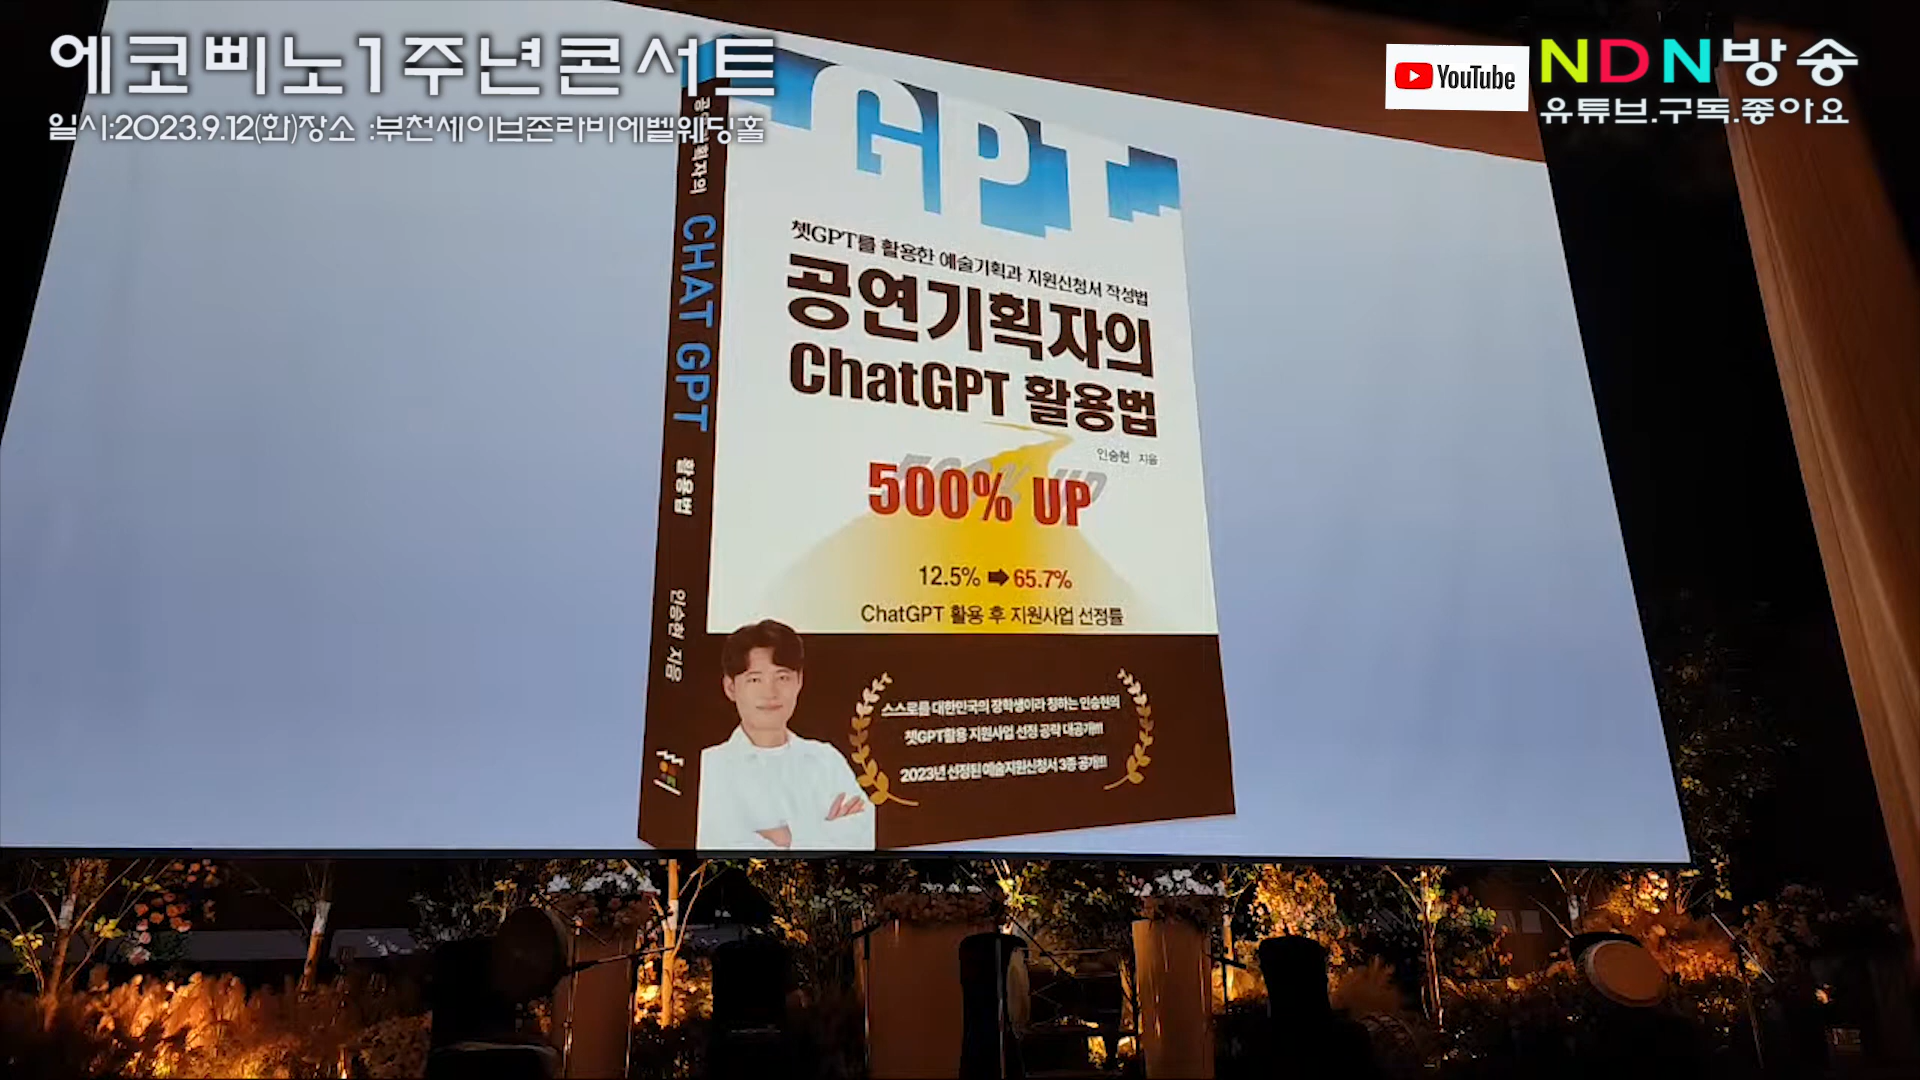 에코삐노1주년콘서트
일시:2023.9.12(화)장소 :부천세이브존라비에벨웨딩홀
YouTube
NDN방송
유튜브.구독.좋아요
GPT
챗GPT를 활용한 예술기획과 지원신청서 작성법
공연기획자의
ChatGPT 활용법
인승현 지음
500% UP
12.5% ➡ 65.7%
ChatGPT 활용 후 지원사업 선정률
스스로를 대한민국의 장학생이라 칭하는 인승현의
챗GPT활용 지원사업 선정 공략 대공개!!!
2023년 선정된 예술지원신청서 3종 공개!!!
공연기획자의 CHAT GPT 활용법 인승현 지음